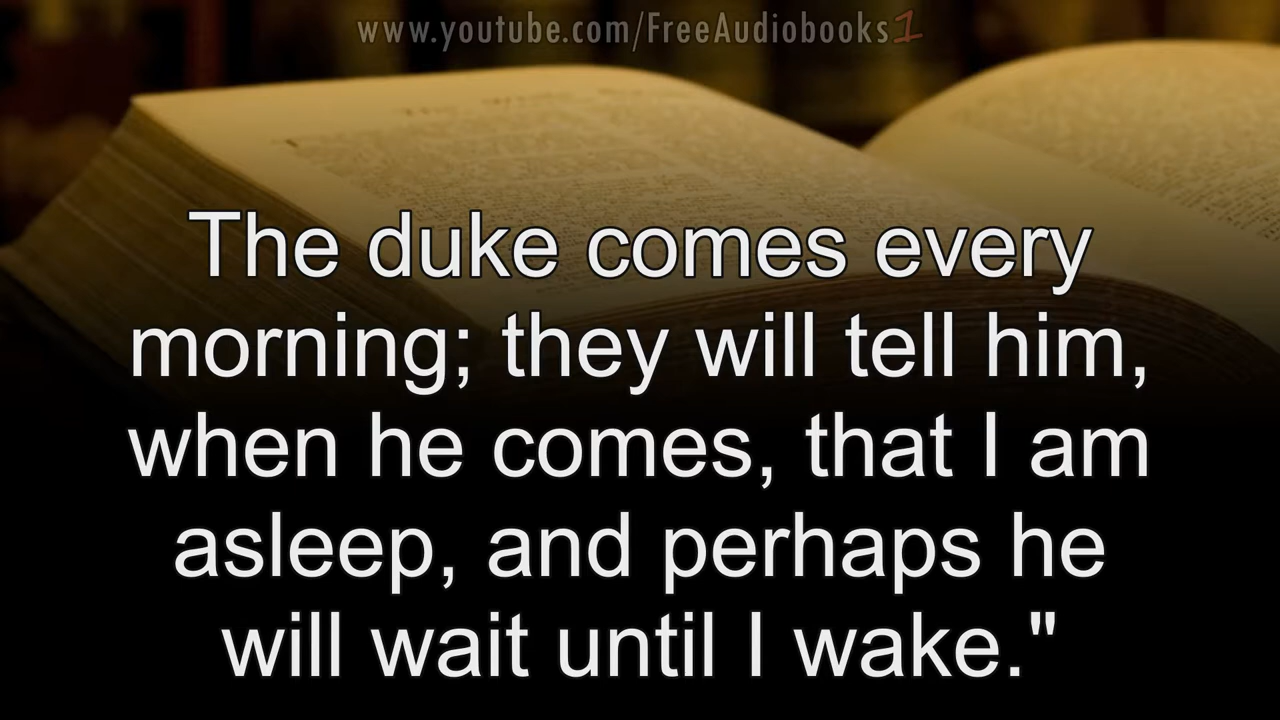 www.youtube.com/FreeAudiobooks1
The duke comes every
morning; they will tell him,
when he comes, that I am
asleep, and perhaps he
will wait until I wake."